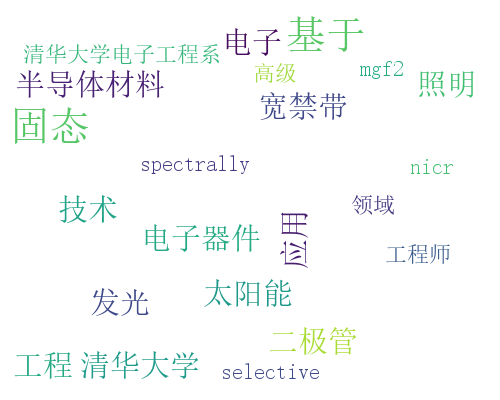 清华大学电子工程系 电子 基于
半导体材料 高级 mgf2 照明
宽禁带
固态
spectrally nicr
技术 领域
电子器件 应用 工程师
发光 太阳能
二极管
工程 清华大学 selective